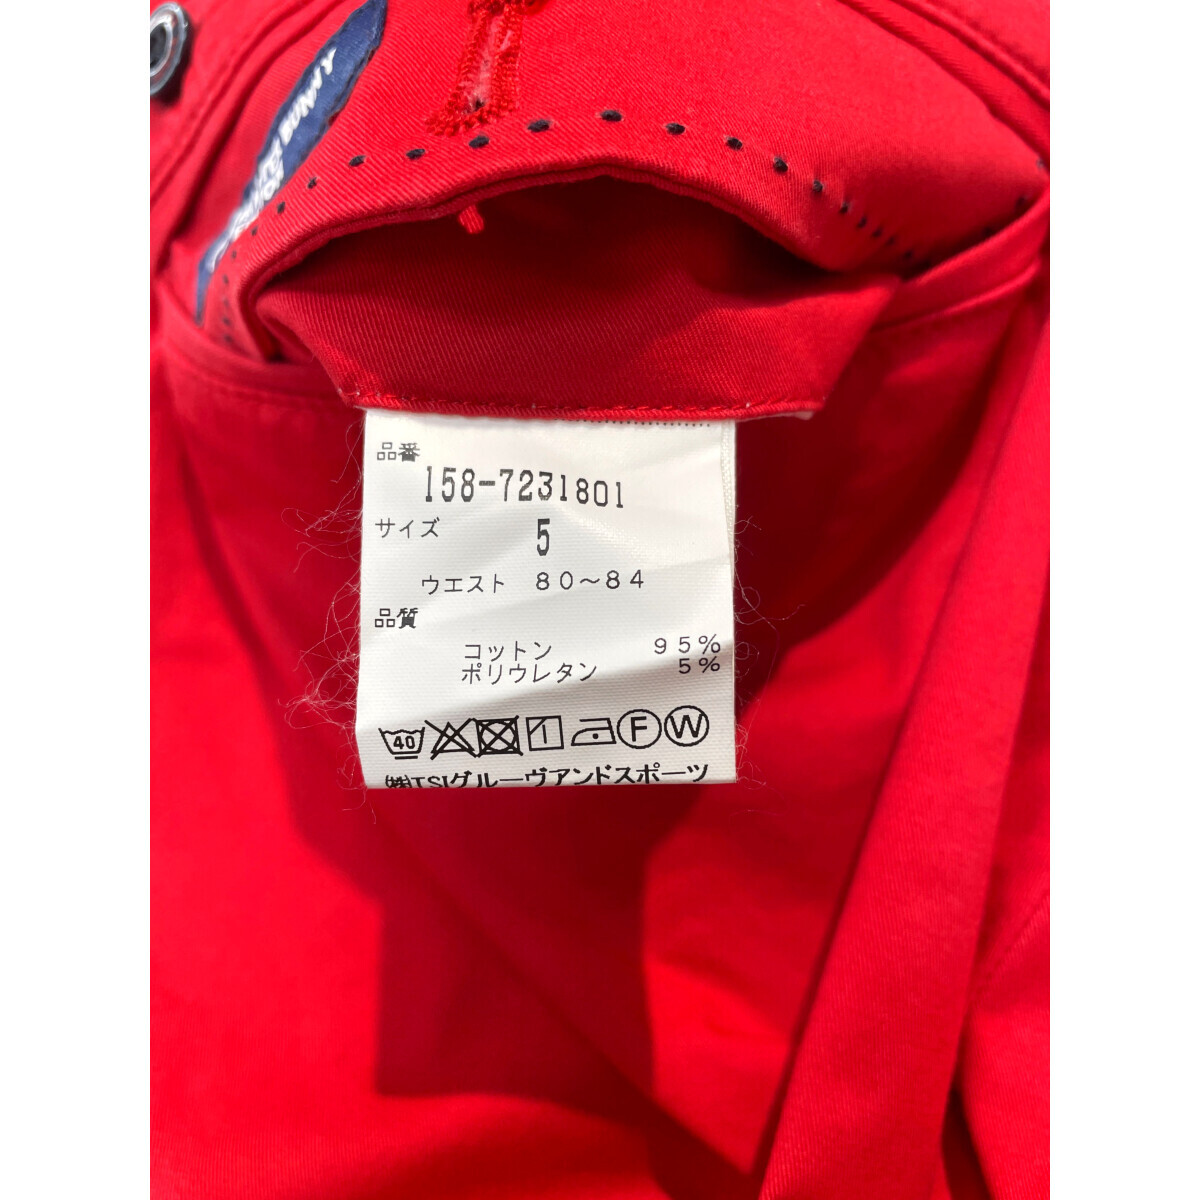 品番
158-7231801
サイズ 5
ウエスト 80～84
品質
コットン 95%
ポリウレタン 5%
40 F W
㈱TSIグルーヴアンドスポーツ